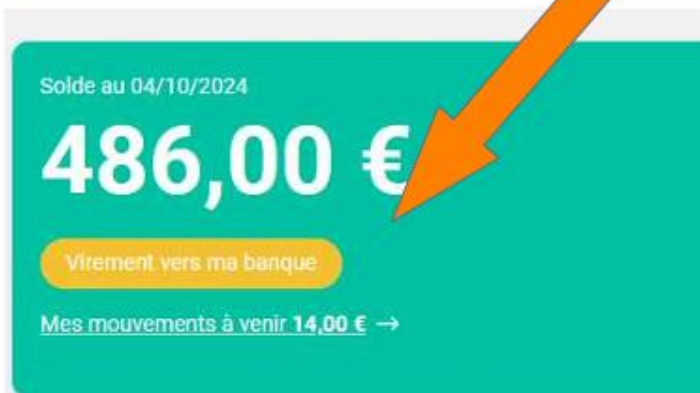 Solde au 04/10/2024
486,00 €
Virement vers ma banque
Mes mouvements à venir 14,00 € →